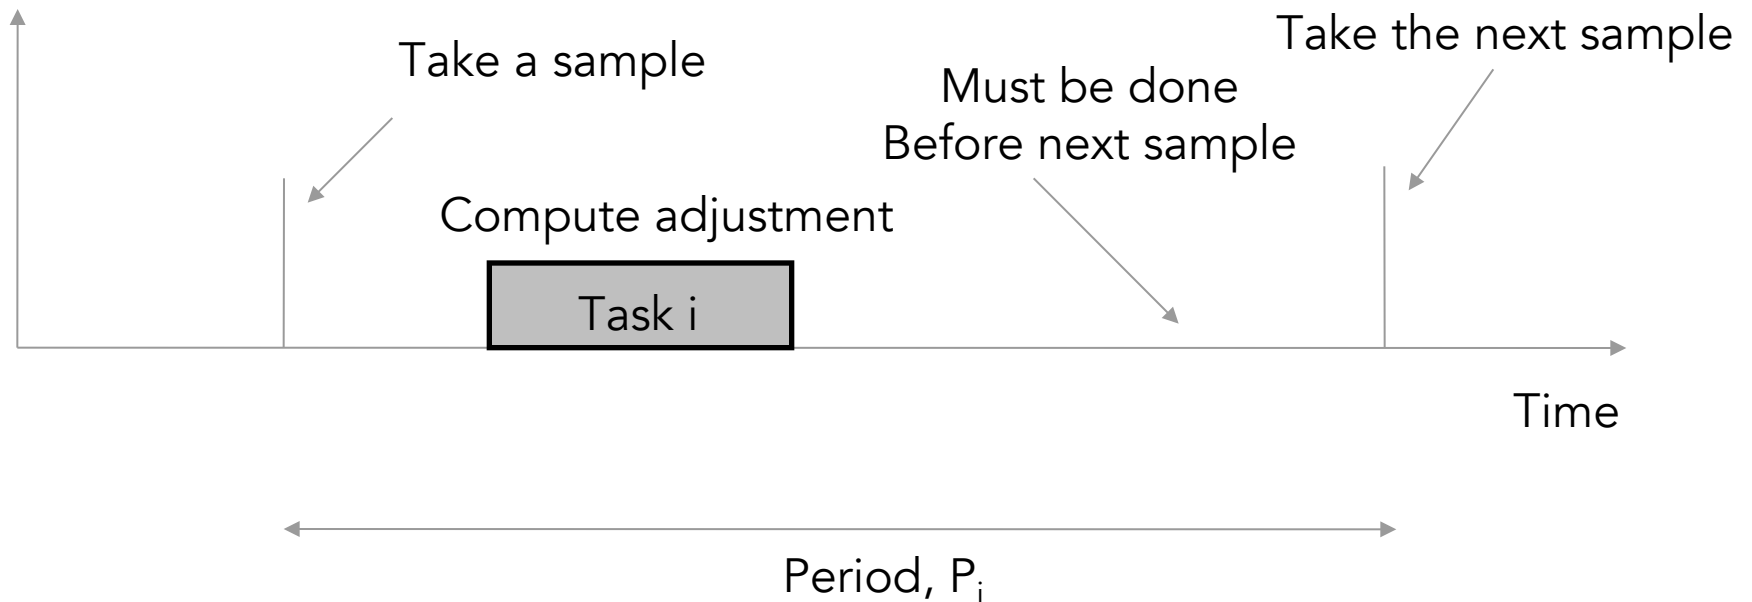 Take the next sample
Take a sample
Must be done
Before next sample
Compute adjustment
Task i
Time
Period, Pᵢ